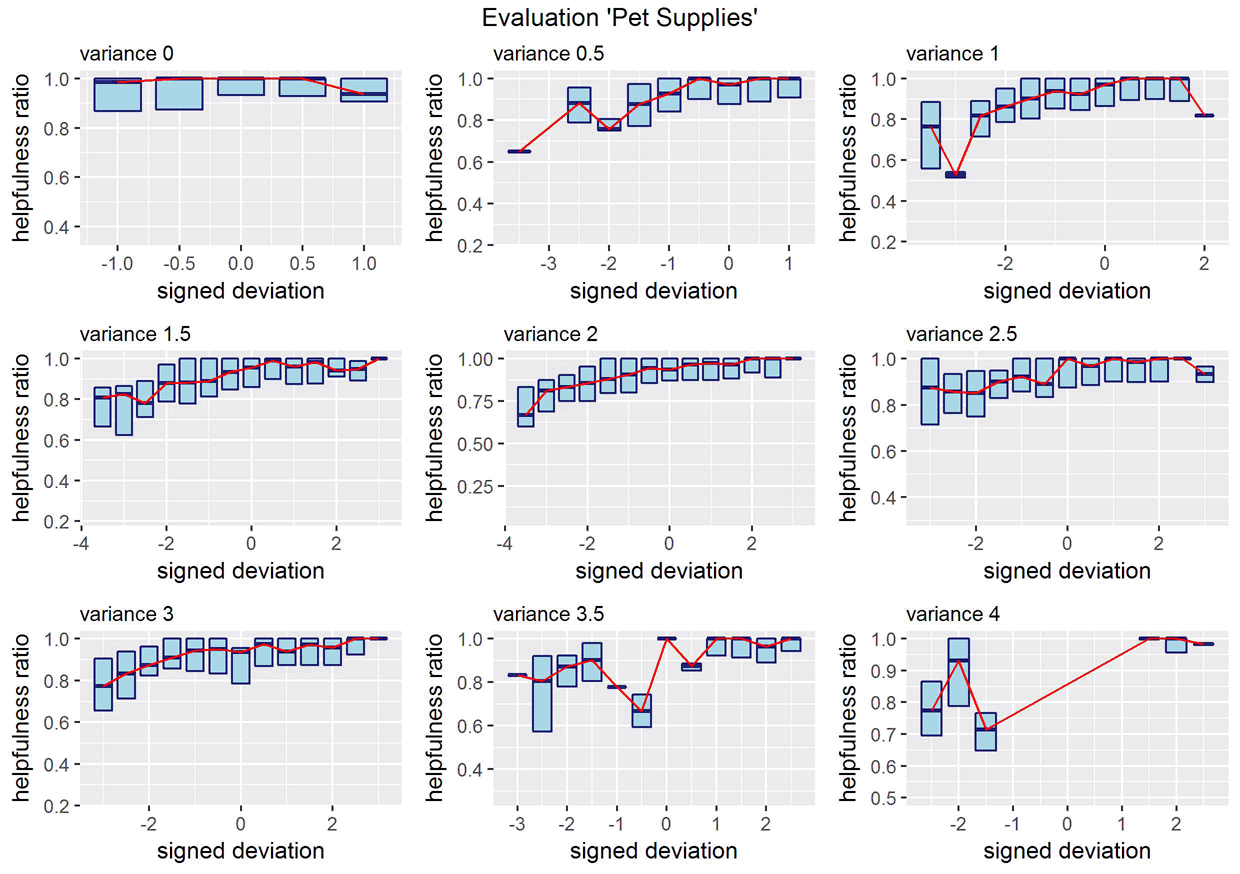 Evaluation 'Pet Supplies'
variance 0
helpfulness ratio
1.0
0.8
0.6
0.4
-1.0 -0.5 0.0 0.5 1.0
signed deviation
variance 0.5
helpfulness ratio
1.0
0.8
0.6
0.4
0.2
-3 -2 -1 0 1
signed deviation
variance 1
helpfulness ratio
1.0
0.8
0.6
0.4
0.2
-2 0 2
signed deviation
variance 1.5
helpfulness ratio
1.0
0.8
0.6
0.4
0.2
-4 -2 0 2
signed deviation
variance 2
helpfulness ratio
1.00
0.75
0.50
0.25
-4 -2 0 2
signed deviation
variance 2.5
helpfulness ratio
1.0
0.8
0.6
0.4
-2 0 2
signed deviation
variance 3
helpfulness ratio
1.0
0.8
0.6
0.4
0.2
-2 0 2
signed deviation
variance 3.5
helpfulness ratio
1.0
0.8
0.6
0.4
-3 -2 -1 0 1 2
signed deviation
variance 4
helpfulness ratio
1.0
0.9
0.8
0.7
0.6
0.5
-2 -1 0 1 2
signed deviation